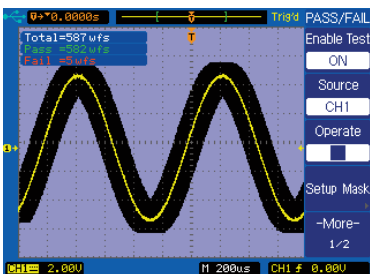 0.0000s Trig'd PASS/FAIL
Total=587wfs
Pass =582wfs
Fail =5wfs
Enable Test
ON
Source
CH1
Operate
Setup Mask
-More-
1/2
CH1 2.00V M 200us CH1 0.00V